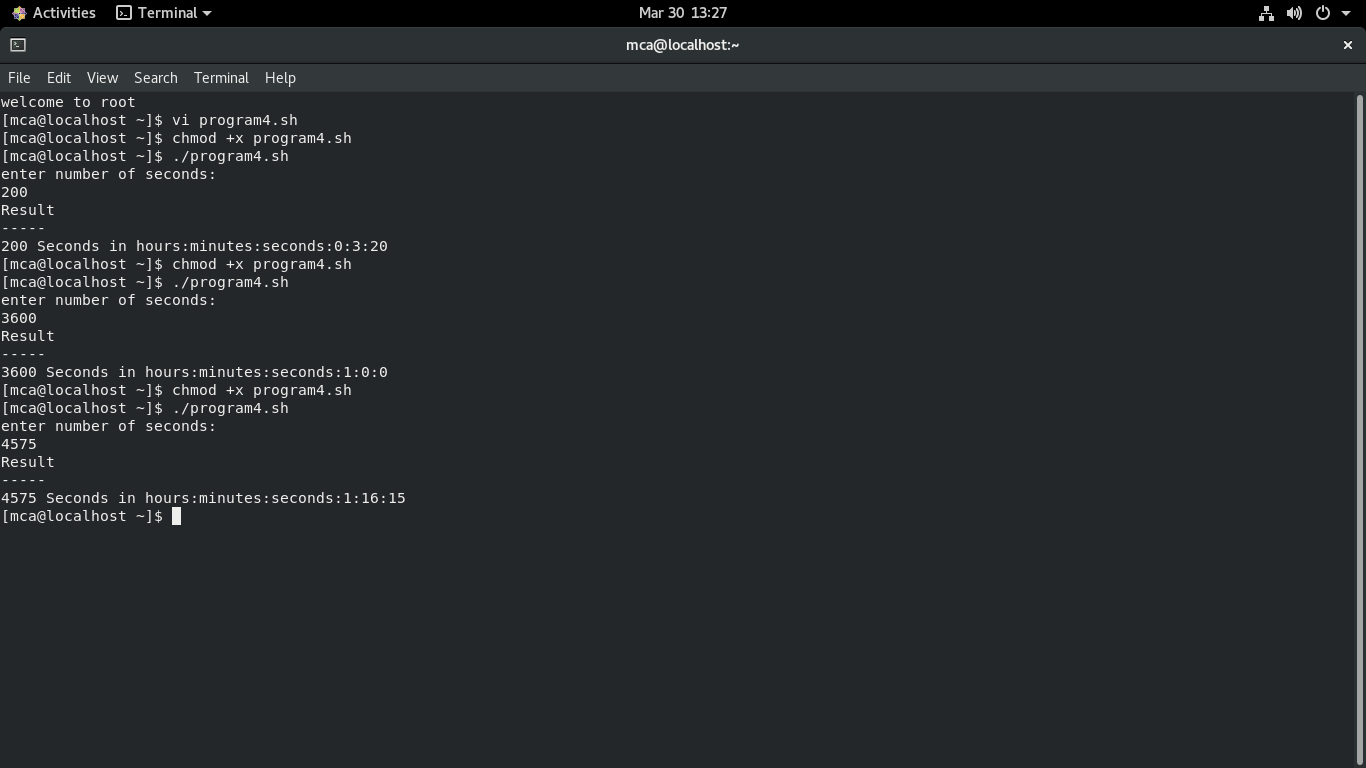 Activities Terminal Mar 30 13:27
mca@localhost:~
File Edit View Search Terminal Help
welcome to root
[mca@localhost ~]$ vi program4.sh
[mca@localhost ~]$ chmod +x program4.sh
[mca@localhost ~]$ ./program4.sh
enter number of seconds:
200
Result
-----
200 Seconds in hours:minutes:seconds:0:3:20
[mca@localhost ~]$ chmod +x program4.sh
[mca@localhost ~]$ ./program4.sh
enter number of seconds:
3600
Result
-----
3600 Seconds in hours:minutes:seconds:1:0:0
[mca@localhost ~]$ chmod +x program4.sh
[mca@localhost ~]$ ./program4.sh
enter number of seconds:
4575
Result
-----
4575 Seconds in hours:minutes:seconds:1:16:15
[mca@localhost ~]$